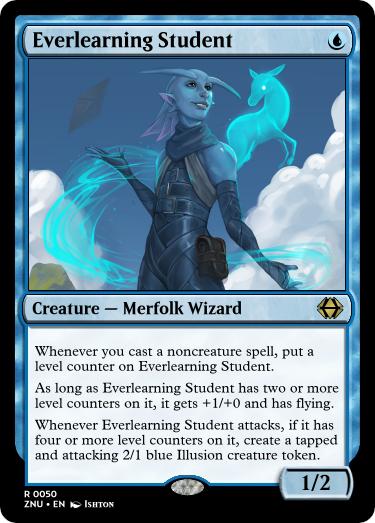 Everlearning Student
Creature — Merfolk Wizard
Whenever you cast a noncreature spell, put a
level counter on Everlearning Student.
As long as Everlearning Student has two or more
level counters on it, it gets +1/+0 and has flying.
Whenever Everlearning Student attacks, if it has
four or more level counters on it, create a tapped
and attacking 2/1 blue Illusion creature token.
1/2
R 0050
ZNU • EN Ishton